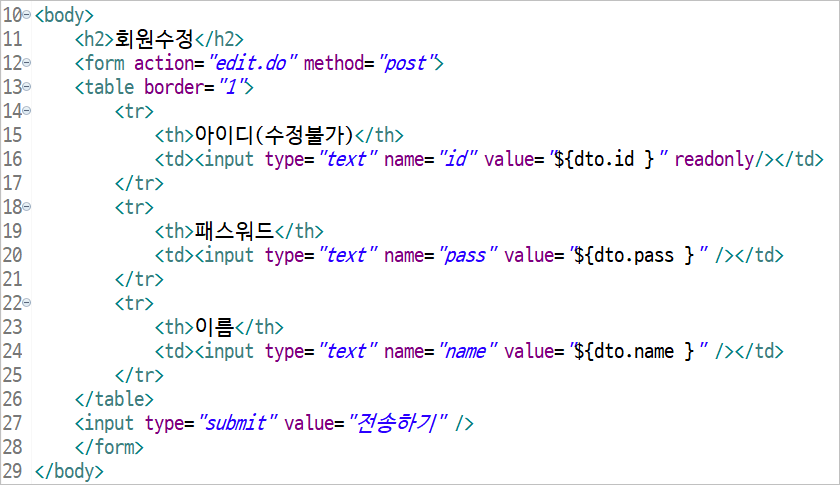 10 <body>
11 <h2>회원수정</h2>
12 <form action="edit.do" method="post">
13 <table border="1">
14 <tr>
15 <th>아이디(수정불가)</th>
16 <td><input type="text" name="id" value="${dto.id }" readonly/></td>
17 </tr>
18 <tr>
19 <th>패스워드</th>
20 <td><input type="text" name="pass" value="${dto.pass }" /></td>
21 </tr>
22 <tr>
23 <th>이름</th>
24 <td><input type="text" name="name" value="${dto.name }" /></td>
25 </tr>
26 </table>
27 <input type="submit" value="전송하기" />
28 </form>
29 </body>